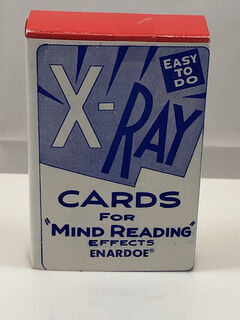 EASY
TO
DO
X-RAY
CARDS
FOR
"MIND READING"
EFFECTS
ENARDOE®